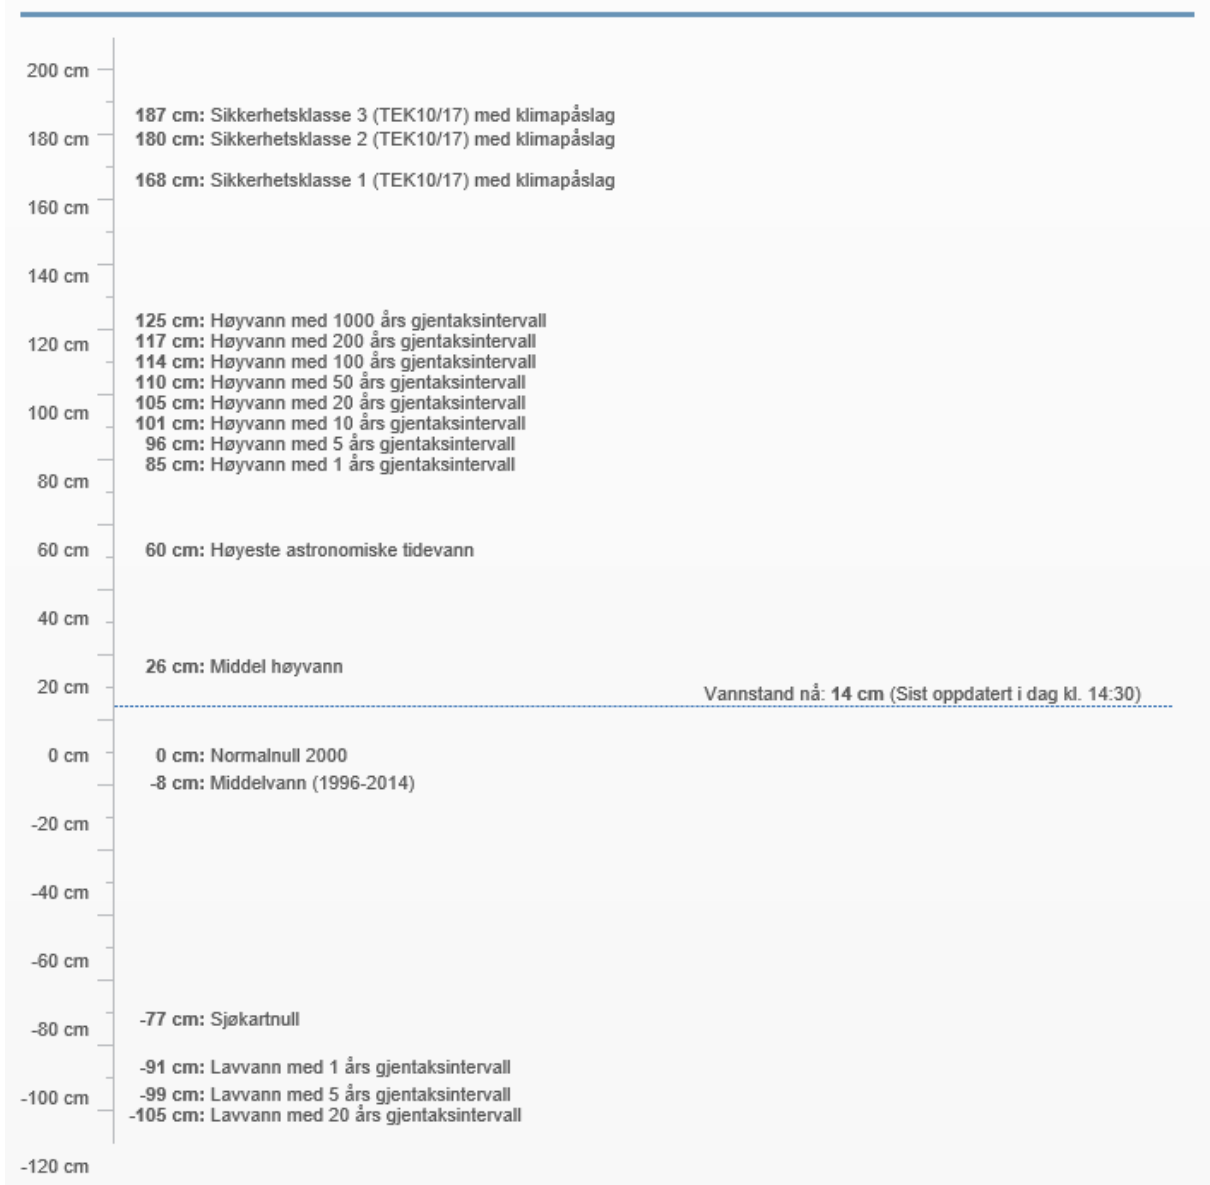 200 cm
187 cm: Sikkerhetsklasse 3 (TEK10/17) med klimapåslag
180 cm 180 cm: Sikkerhetsklasse 2 (TEK10/17) med klimapåslag
168 cm: Sikkerhetsklasse 1 (TEK10/17) med klimapåslag
160 cm
140 cm
125 cm: Høyvann med 1000 års gjentaksintervall
120 cm 117 cm: Høyvann med 200 års gjentaksintervall
114 cm: Høyvann med 100 års gjentaksintervall
110 cm: Høyvann med 50 års gjentaksintervall
105 cm: Høyvann med 20 års gjentaksintervall
100 cm 101 cm: Høyvann med 10 års gjentaksintervall
96 cm: Høyvann med 5 års gjentaksintervall
85 cm: Høyvann med 1 års gjentaksintervall
80 cm
60 cm 60 cm: Høyeste astronomiske tidevann
40 cm
26 cm: Middel høyvann
20 cm Vannstand nå: 14 cm (Sist oppdatert i dag kl. 14:30)
0 cm 0 cm: Normalnull 2000
-8 cm: Middelvann (1996-2014)
-20 cm
-40 cm
-60 cm
-77 cm: Sjøkartnull
-80 cm
-91 cm: Lavvann med 1 års gjentaksintervall
-100 cm -99 cm: Lavvann med 5 års gjentaksintervall
-105 cm: Lavvann med 20 års gjentaksintervall
-120 cm